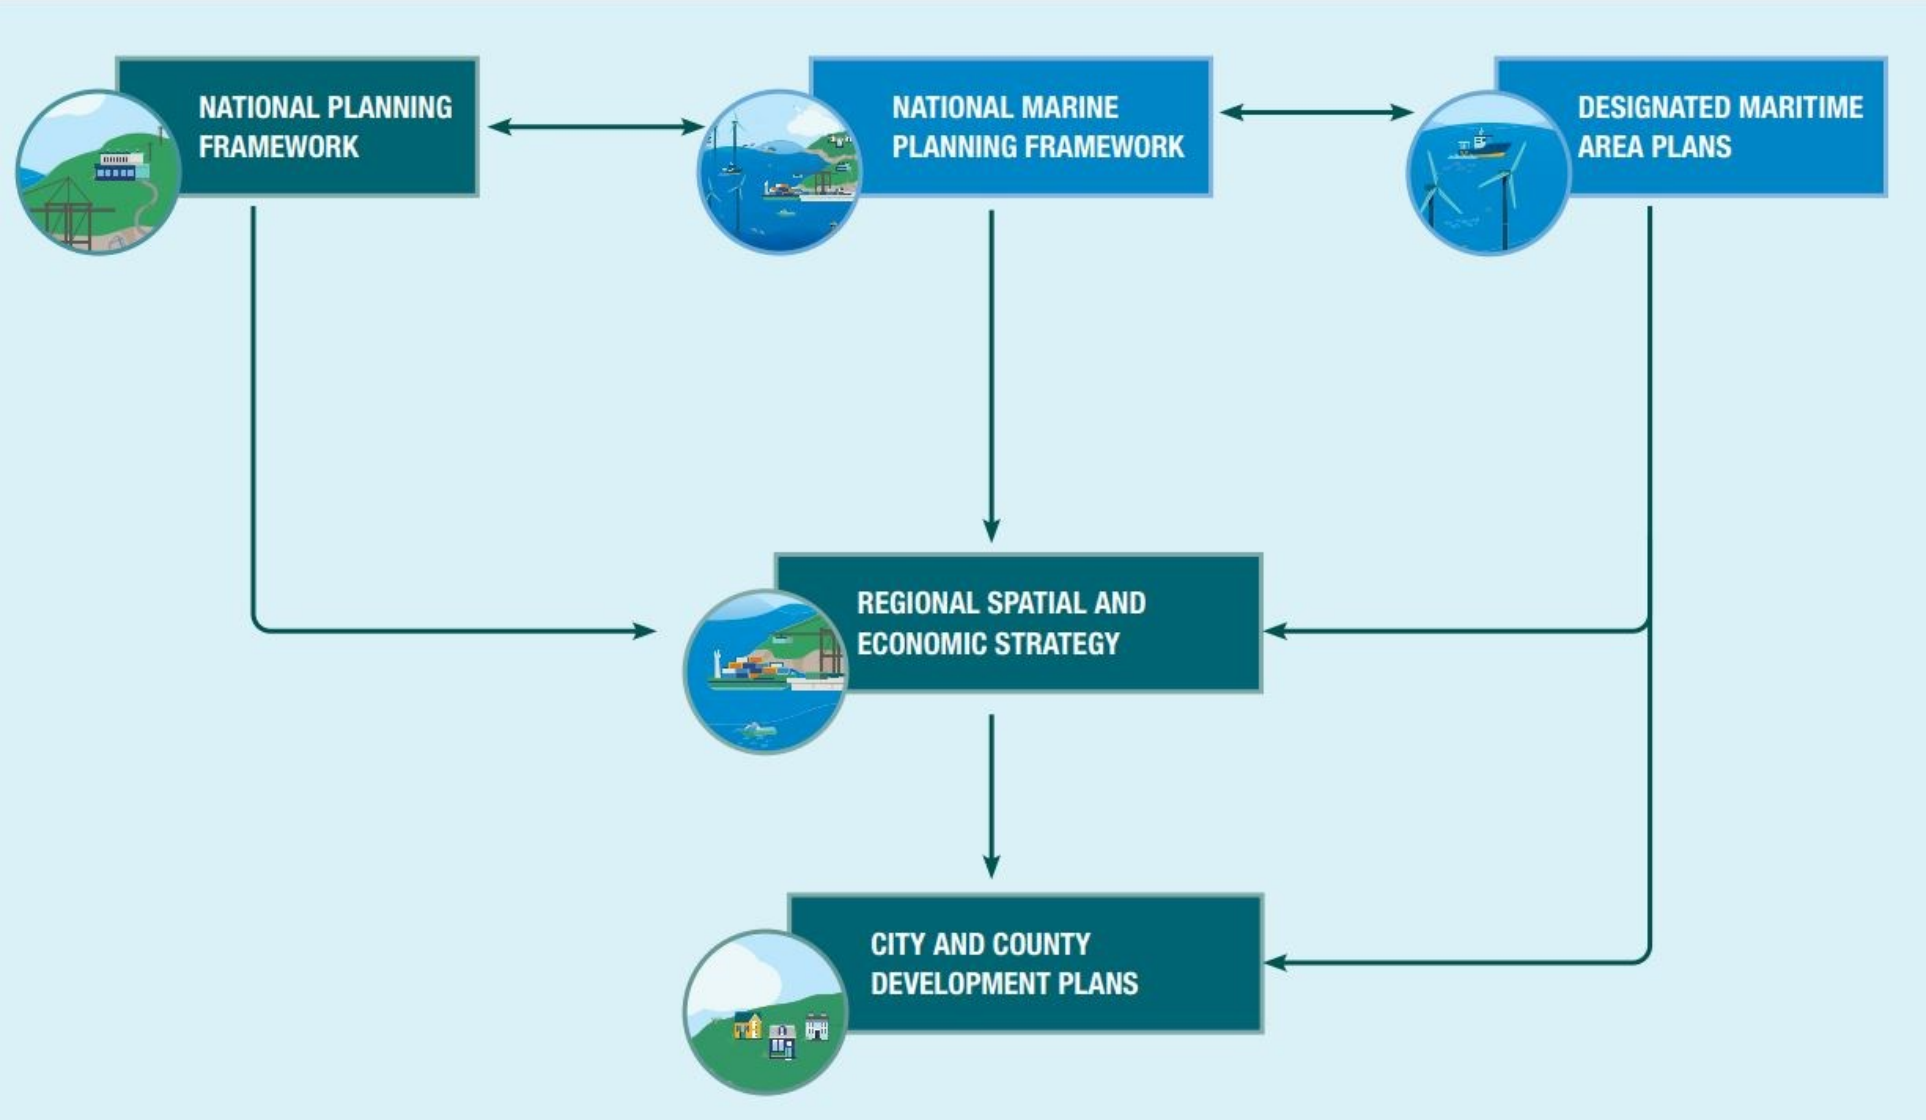 NATIONAL PLANNING
FRAMEWORK
NATIONAL MARINE
PLANNING FRAMEWORK
DESIGNATED MARITIME
AREA PLANS
REGIONAL SPATIAL AND
ECONOMIC STRATEGY
CITY AND COUNTY
DEVELOPMENT PLANS